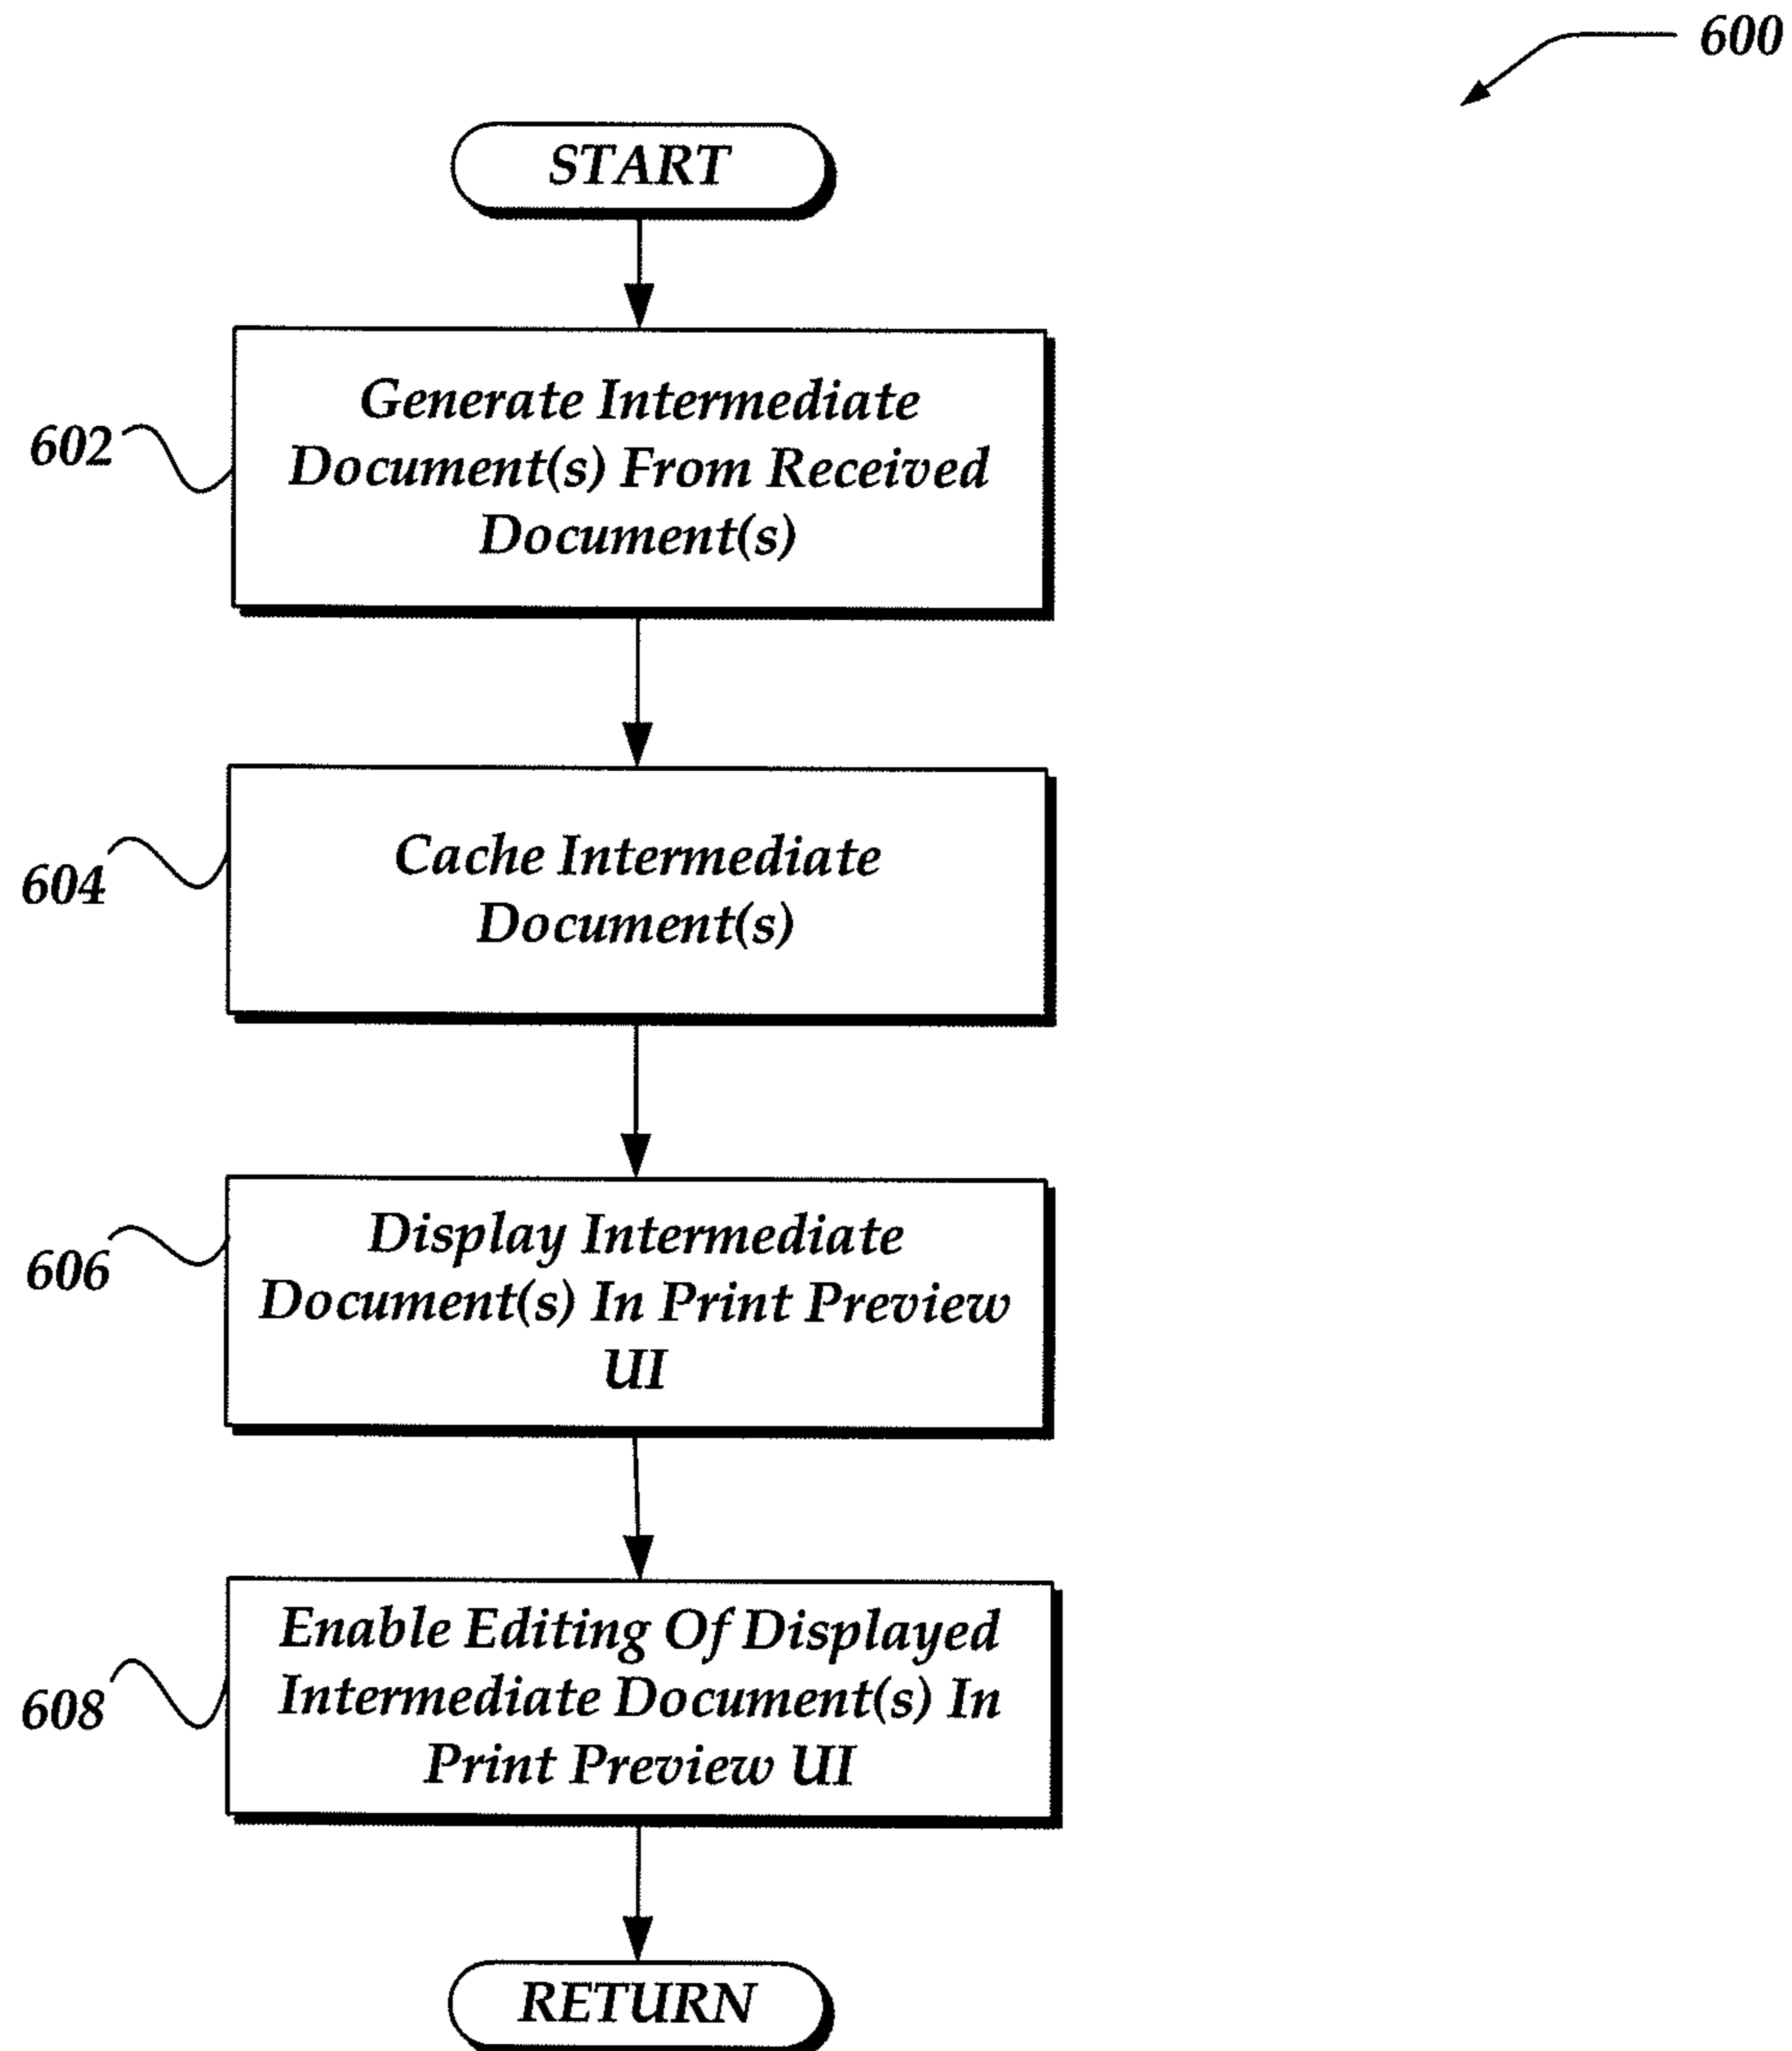 600
START
602
Generate Intermediate
Document(s) From Received
Document(s)
604
Cache Intermediate
Document(s)
606
Display Intermediate
Document(s) In Print Preview
UI
608
Enable Editing Of Displayed
Intermediate Document(s) In
Print Preview UI
RETURN